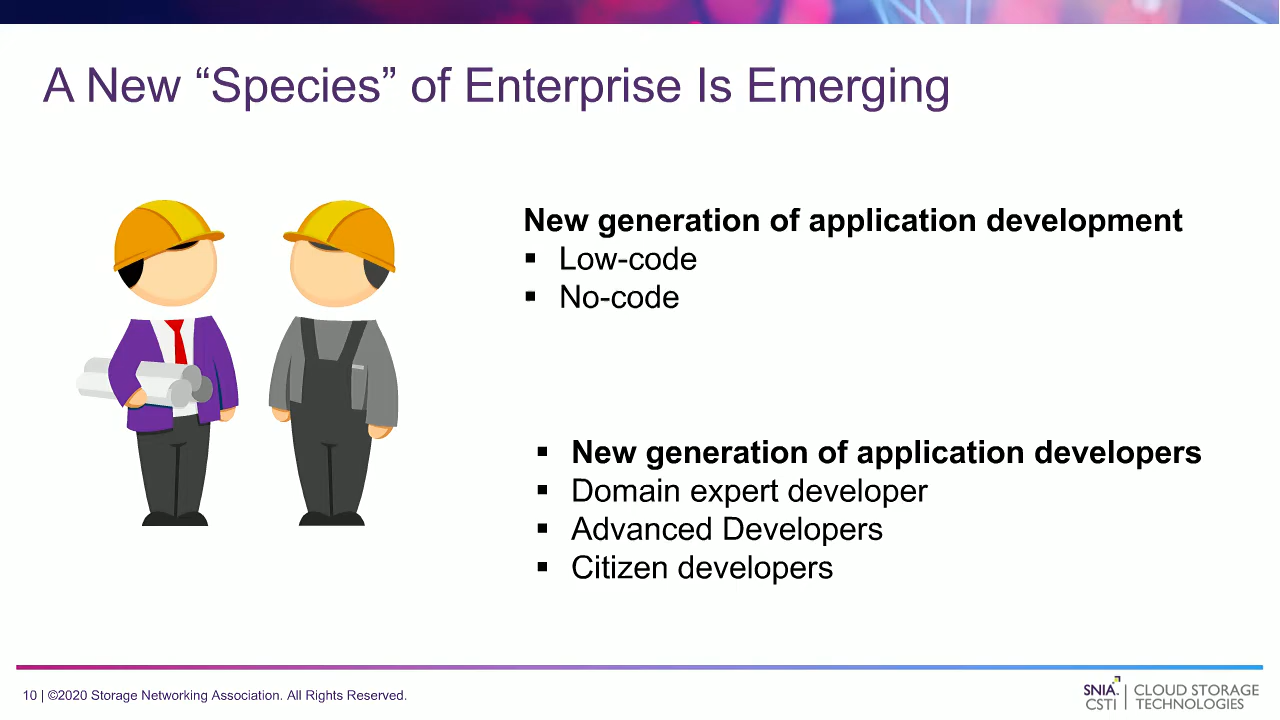 A New “Species” of Enterprise Is Emerging
New generation of application development
▪ Low-code
▪ No-code
▪ New generation of application developers
▪ Domain expert developer
▪ Advanced Developers
▪ Citizen developers
10 | ©2020 Storage Networking Association. All Rights Reserved.
SNIA. | CLOUD STORAGE
CSTI | TECHNOLOGIES